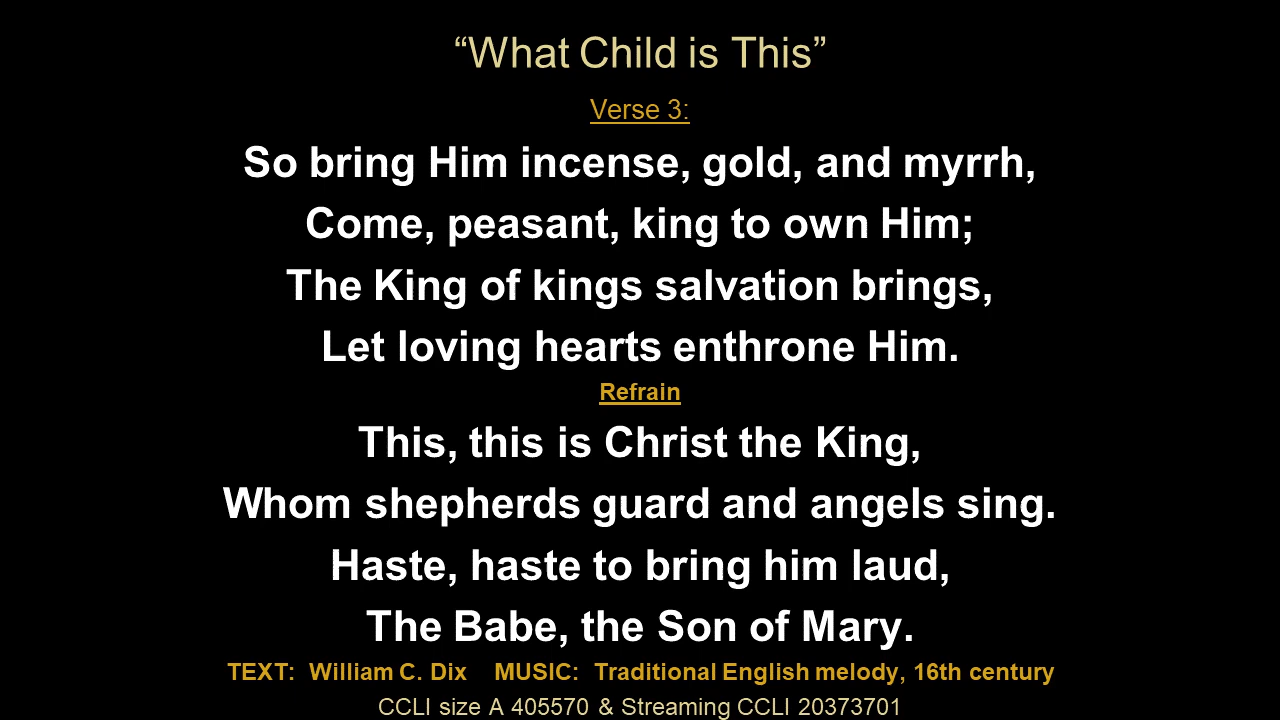 “What Child is This”
Verse 3:
So bring Him incense, gold, and myrrh,
Come, peasant, king to own Him;
The King of kings salvation brings,
Let loving hearts enthrone Him.
Refrain
This, this is Christ the King,
Whom shepherds guard and angels sing.
Haste, haste to bring him laud,
The Babe, the Son of Mary.
TEXT: William C. Dix MUSIC: Traditional English melody, 16th century
CCLI size A 405570 & Streaming CCLI 20373701